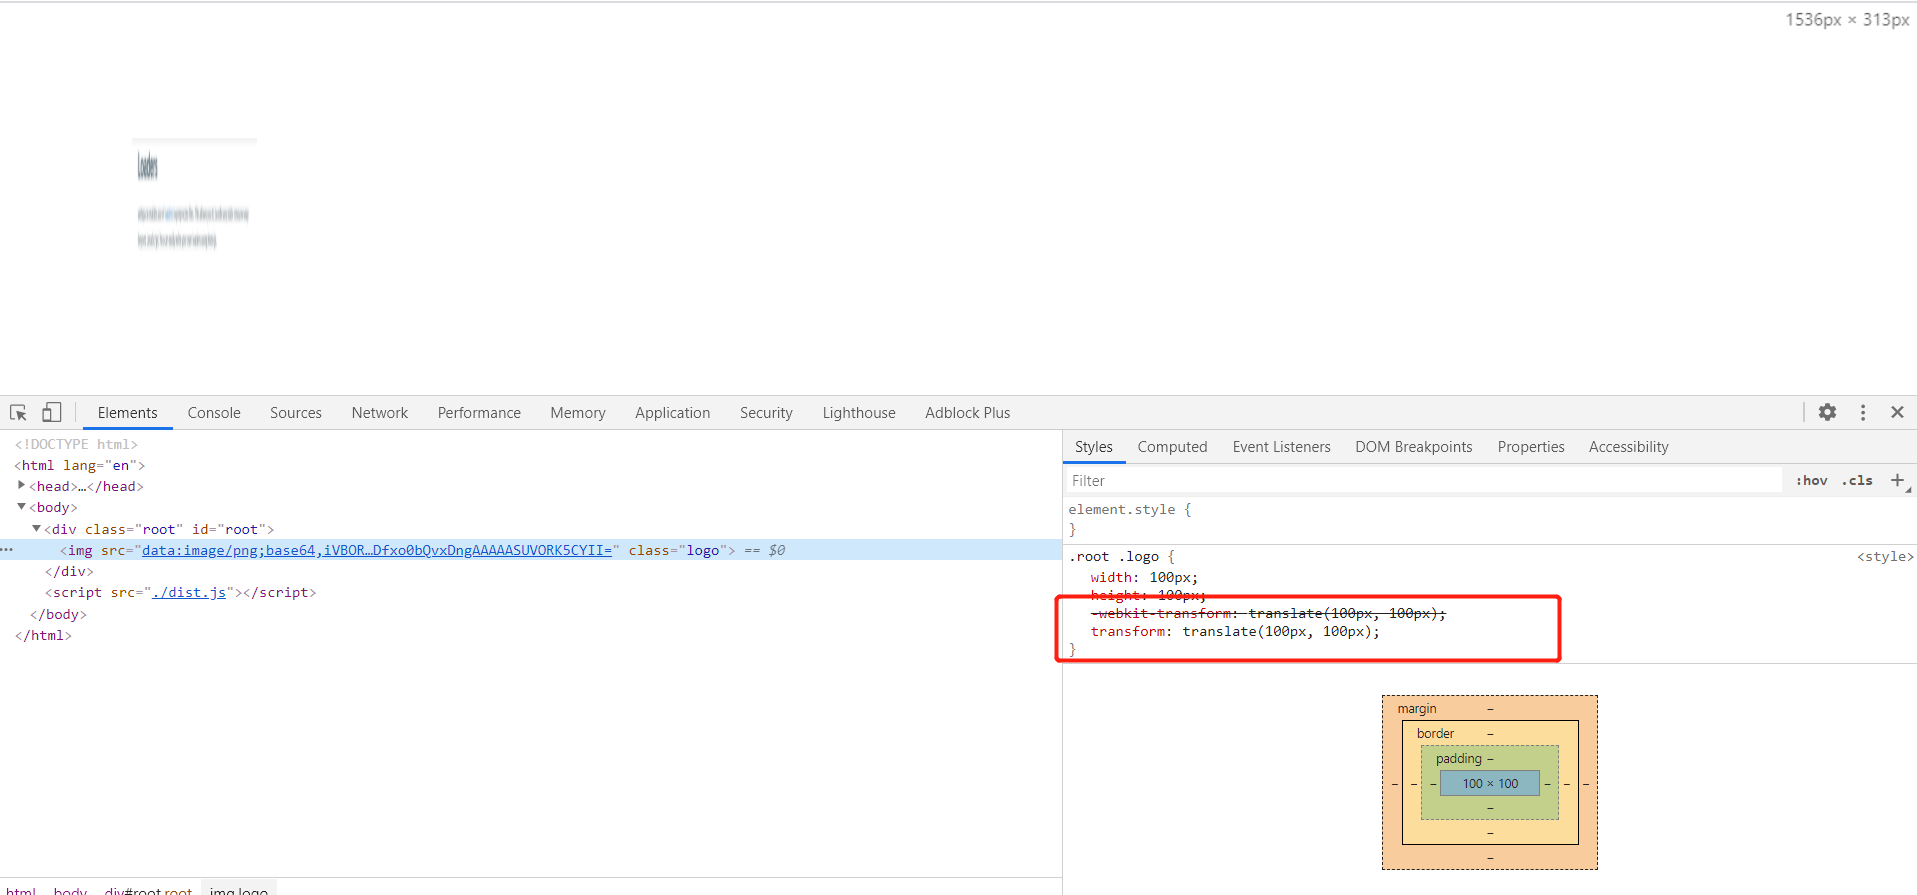 1536px × 313px
Loaders
Elements Console Sources Network Performance Memory Application Security Lighthouse Adblock Plus
<!DOCTYPE html>
<html lang="en">
<head>…</head>
<body>
<div class="root" id="root">
<img src="data:image/png;base64,iVBOR…Dfxo0bQvxDngAAAAASUVORK5CYII=" class="logo"> == $0
</div>
<script src="./dist.js"></script>
</body>
</html>
html body div#root.root img.logo
Styles Computed Event Listeners DOM Breakpoints Properties Accessibility
Filter :hov .cls +
element.style {
}
.root .logo { <style>
width: 100px;
height: 100px;
-webkit-transform: translate(100px, 100px);
transform: translate(100px, 100px);
}
margin –
border –
padding –
– – – 100 × 100 – – –
–
–
–